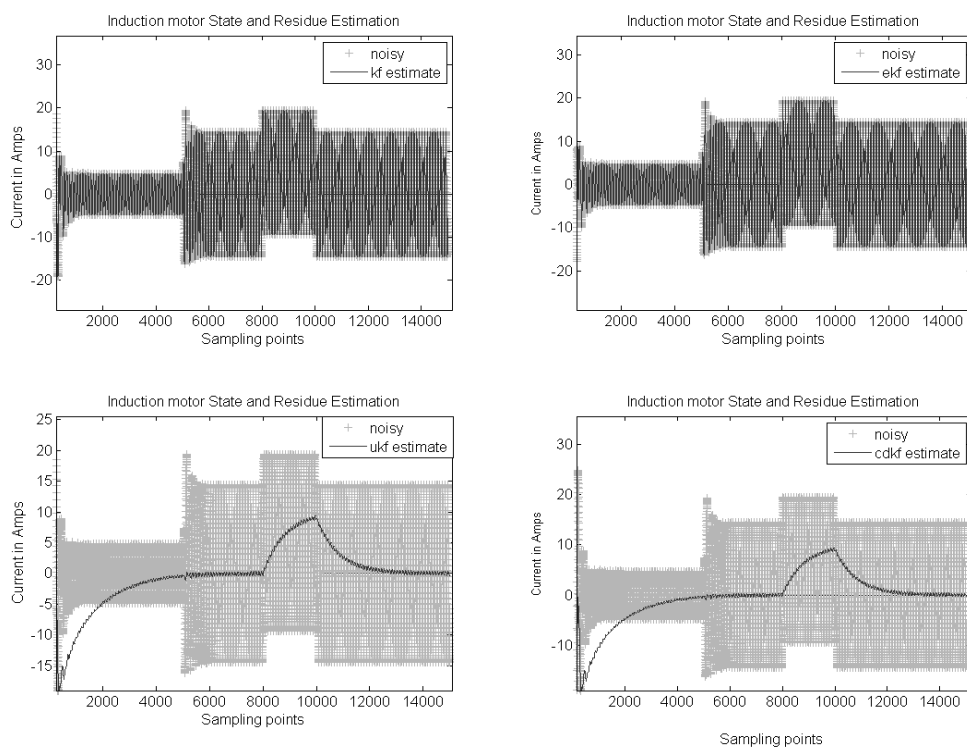 Induction motor State and Residue Estimation
noisy
kf estimate
Current in Amps
30
20
10
0
-10
-20
2000 4000 6000 8000 10000 12000 14000
Sampling points
Induction motor State and Residue Estimation
noisy
ekf estimate
Current in Amps
30
20
10
0
-10
-20
2000 4000 6000 8000 10000 12000 14000
Sampling points
Induction motor State and Residue Estimation
noisy
ukf estimate
Current in Amps
25
20
15
10
5
0
-5
-10
-15
2000 4000 6000 8000 10000 12000 14000
Sampling points
Induction motor State and Residue Estimation
noisy
cdkf estimate
Current in Amps
30
20
10
0
-10
2000 4000 6000 8000 10000 12000 14000
Sampling points